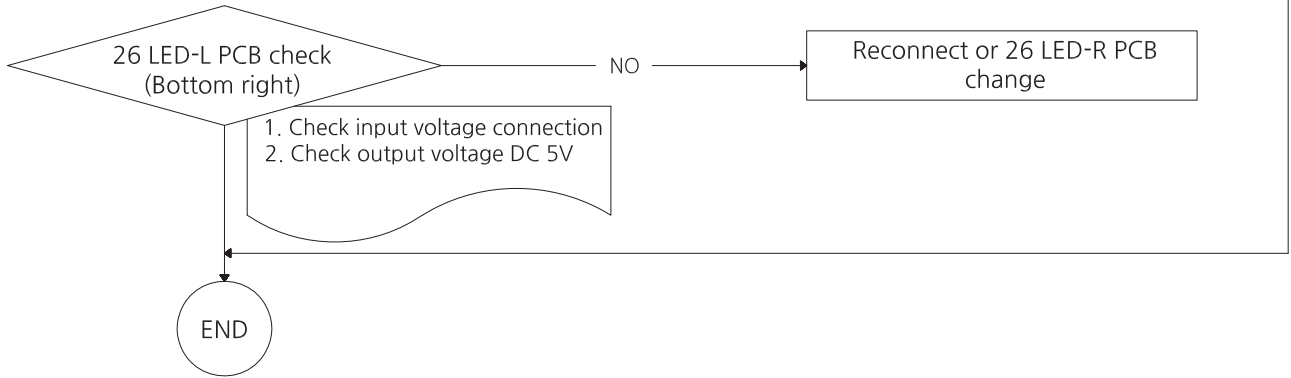 26 LED-L PCB check
(Bottom right)
NO
Reconnect or 26 LED-R PCB
change
1. Check input voltage connection
2. Check output voltage DC 5V
END